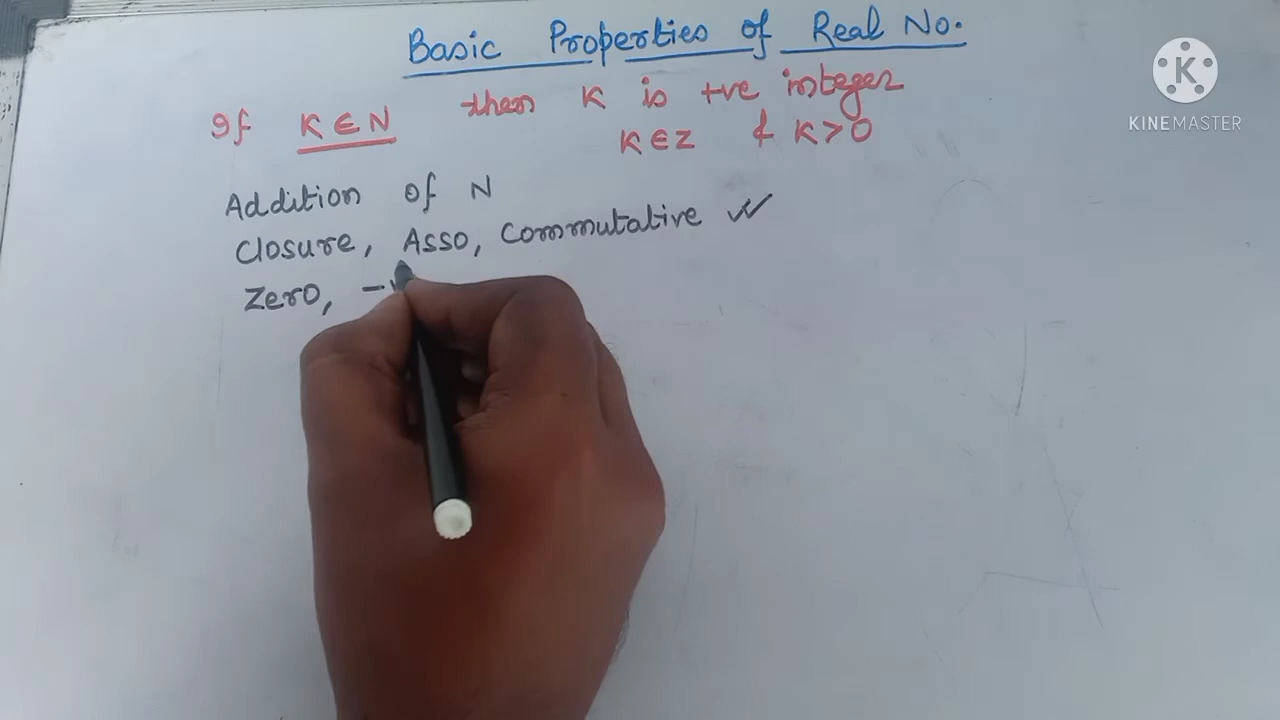 Basic Properties of Real No.
If K ∈ N then K is +ve integer
K ∈ Z & K > 0
Addition of N
Closure, Asso, Commutative ✓✓
Zero, -
K
KINEMASTER